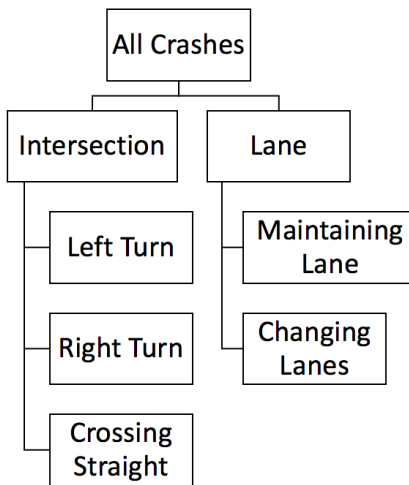 All Crashes
Intersection
Lane
Left Turn
Maintaining
Lane
Right Turn
Changing
Lanes
Crossing
Straight